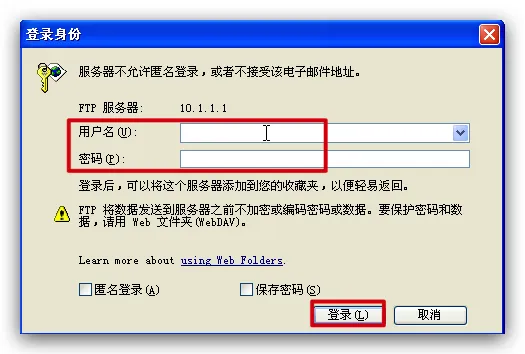 登录身份
服务器不允许匿名登录，或者不接受该电子邮件地址。
FTP 服务器: 10.1.1.1
用户名(U):
密码(P):
登录后，可以将这个服务器添加到您的收藏夹，以便轻易返回。
FTP 将数据发送到服务器之前不加密或编码密码或数据。要保护密码和数
据，请用 Web 文件夹(WebDAV)。
Learn more about using Web Folders.
匿名登录(A) 保存密码(S)
登录(L) 取消